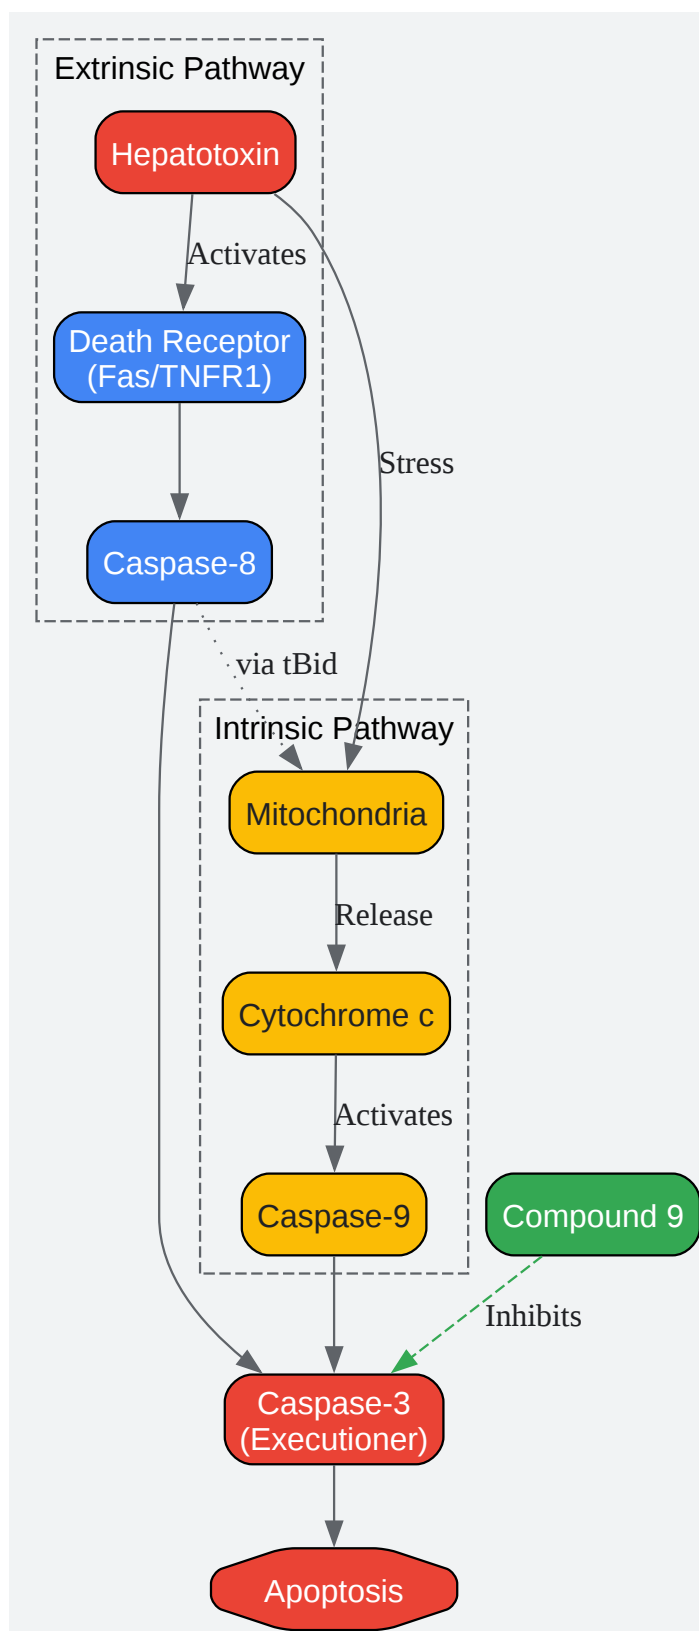 Extrinsic Pathway
Hepatotoxin
Activates
Death Receptor
(Fas/TNFR1)
Stress
Caspase-8
via tBid
Intrinsic Pathway
Mitochondria
Release
Cytochrome c
Activates
Caspase-9
Compound 9
Inhibits
Caspase-3
(Executioner)
Apoptosis